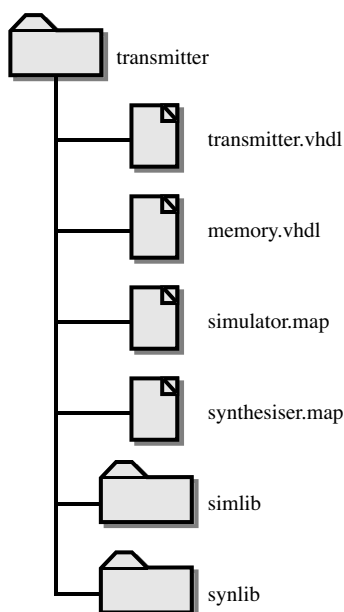 transmitter
transmitter.vhdl
memory.vhdl
simulator.map
synthesiser.map
simlib
synlib